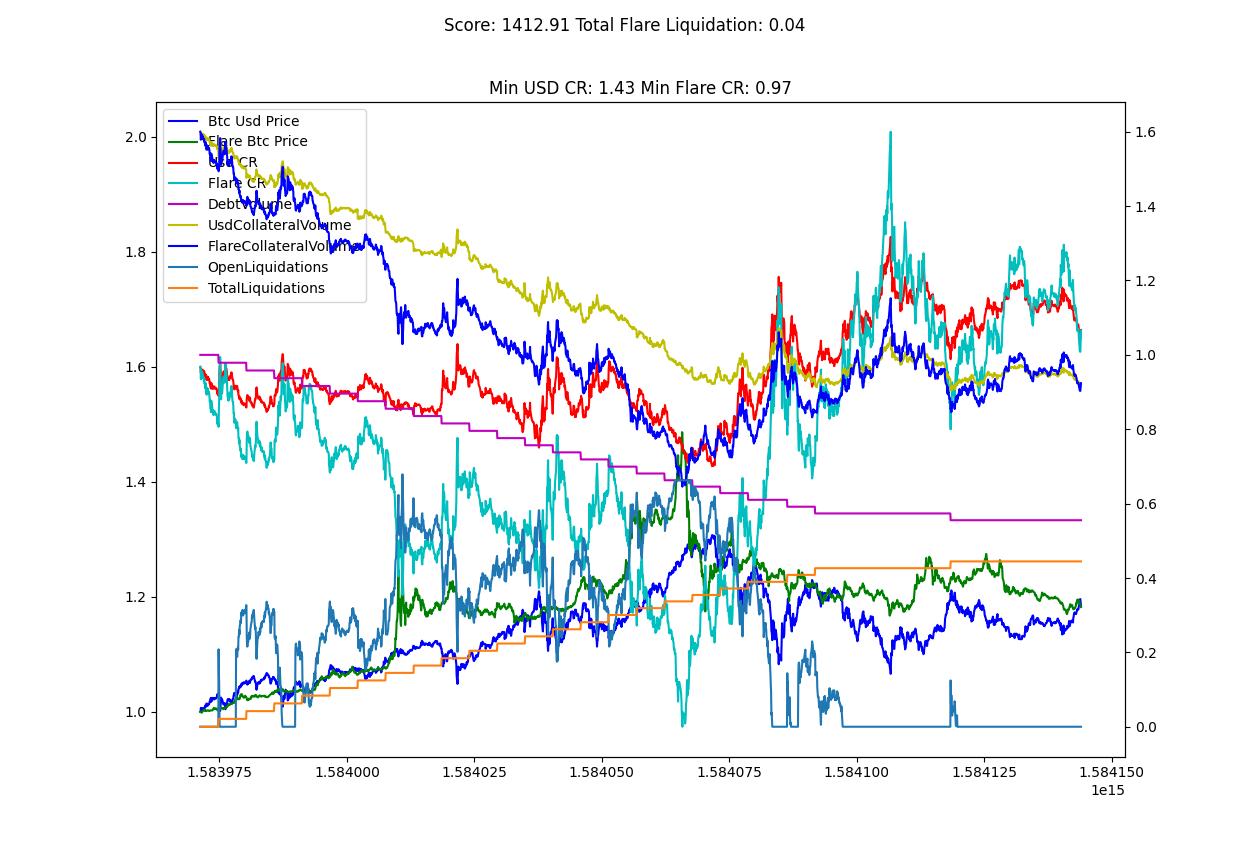 Score: 1412.91 Total Flare Liquidation: 0.04
Min USD CR: 1.43 Min Flare CR: 0.97
Btc Usd Price
Flare Btc Price
Usd CR
Flare CR
DebtVolume
UsdCollateralVolume
FlareCollateralVolume
OpenLiquidations
TotalLiquidations
2.0
1.8
1.6
1.4
1.2
1.0
1.6
1.4
1.2
1.0
0.8
0.6
0.4
0.2
0.0
1.583975 1.584000 1.584025 1.584050 1.584075 1.584100 1.584125 1.584150
1e15